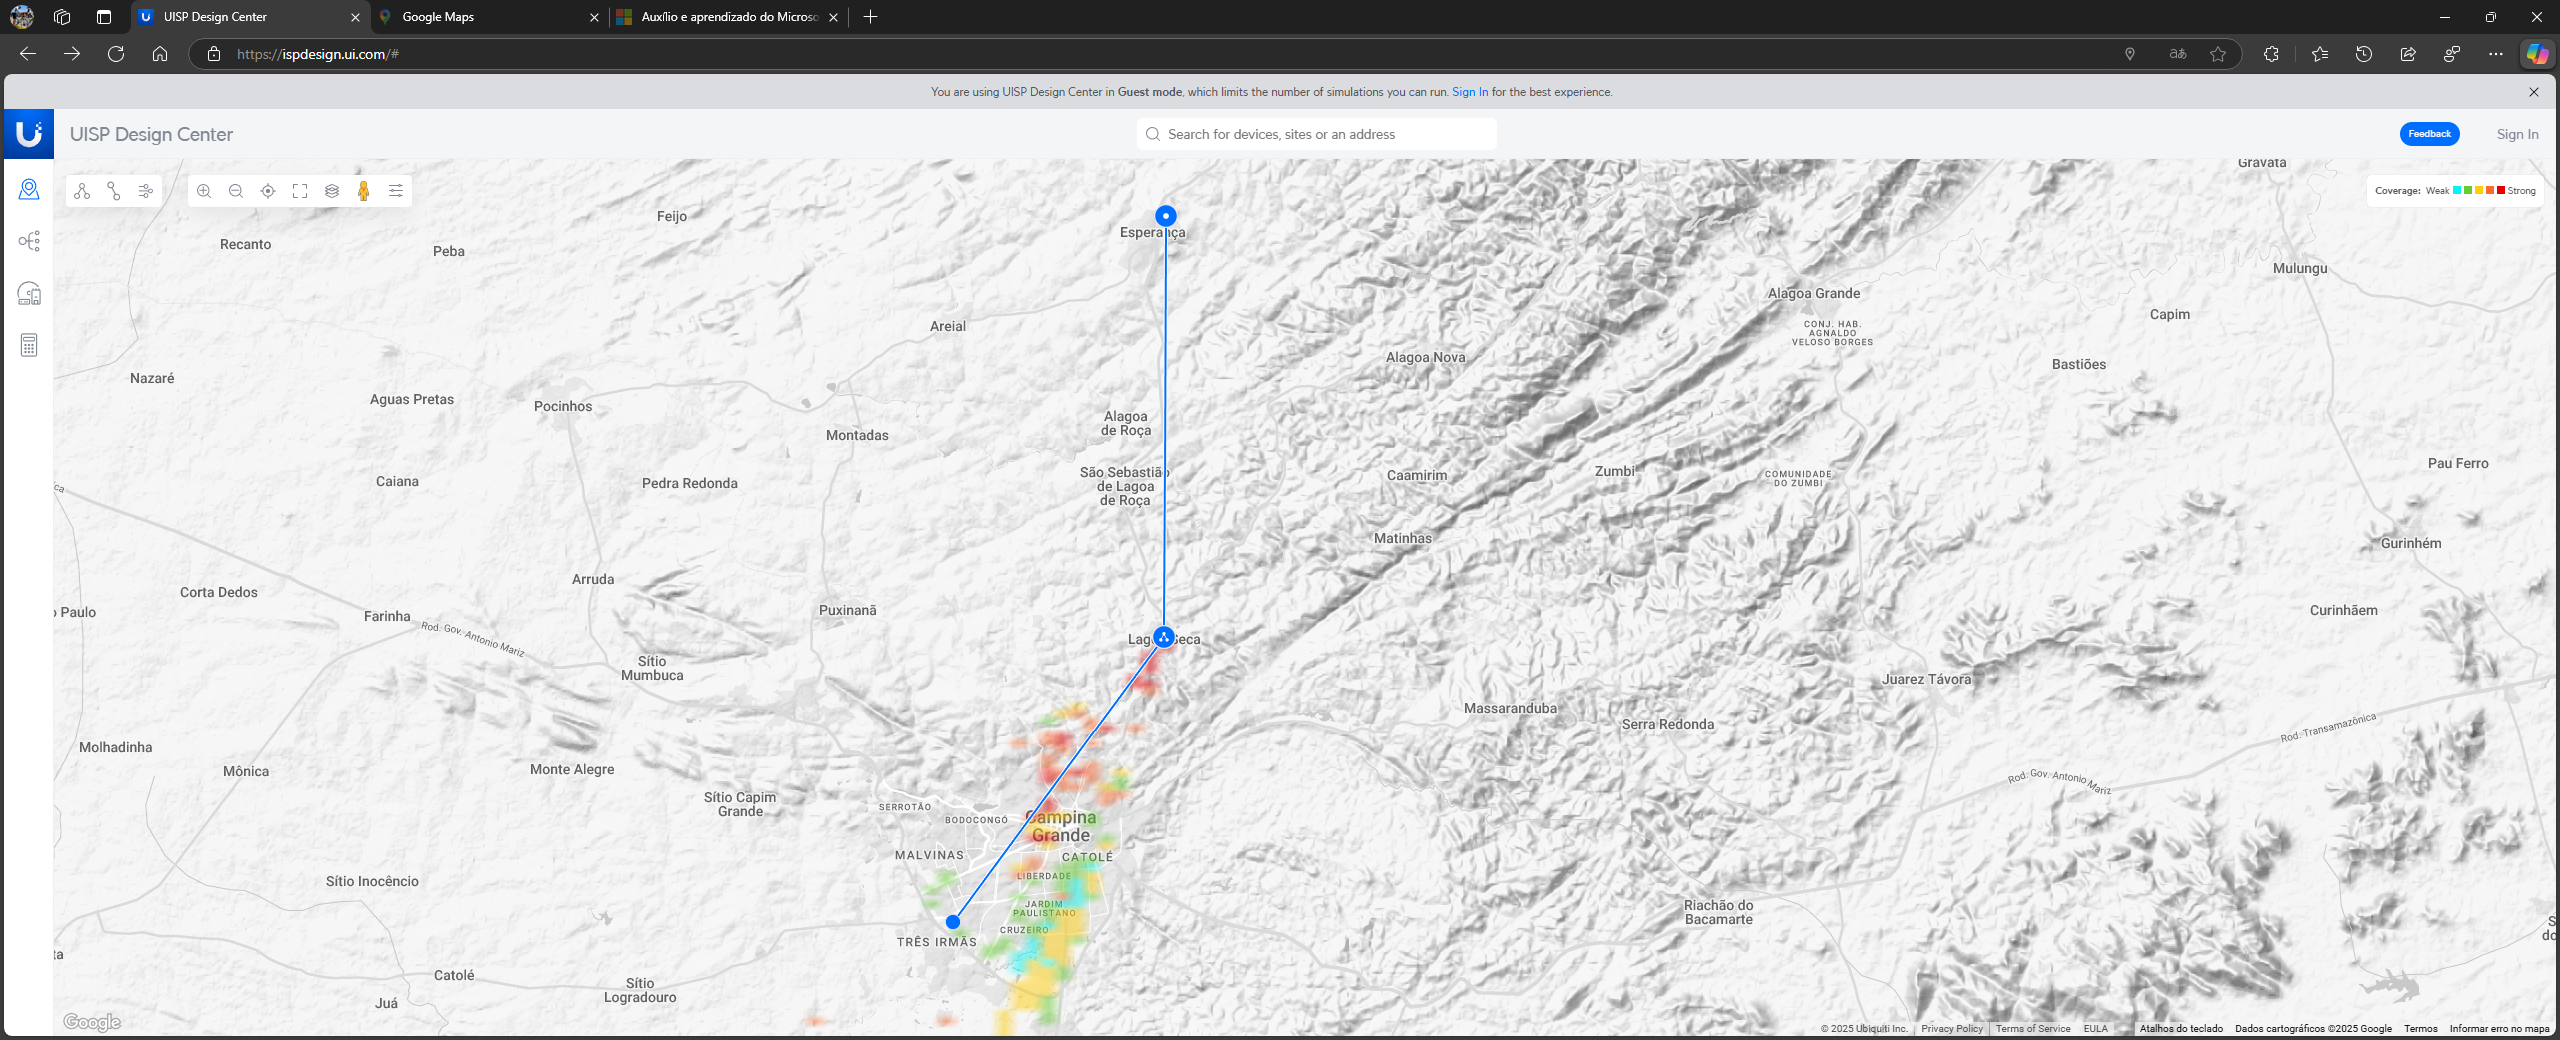 UISP Design Center
Google Maps
Auxílio e aprendizado do Microso
https://ispdesign.ui.com/#
aあ
You are using UISP Design Center in Guest mode, which limits the number of simulations you can run. Sign In for the best experience.
UISP Design Center
Search for devices, sites or an address
Feedback
Sign In
Coverage: Weak Strong
Gravatá
Feijo
Recanto
Peba
Esperança
Mulungu
Alagoa Grande
Capim
Areial
CONJ. HAB.
AGNALDO
VELOSO BORGES
Alagoa Nova
Bastiões
Nazaré
Aguas Pretas
Pocinhos
Alagoa
de Roça
Montadas
Pau Ferro
São Sebastião
de Lagoa
de Roça
Caamirim
Zumbi
COMUNIDADE
DO ZUMBI
Caiana
Pedra Redonda
ca
Matinhas
Gurinhém
Arruda
Corta Dedos
Paulo
Farinha
Rod. Gov. Antonio Mariz
Puxinanã
Curinhãem
Lagoa Seca
Sítio
Mumbuca
Juarez Távora
Massaranduba
Serra Redonda
Rod. Transamazônica
Molhadinha
Mônica
Monte Alegre
Rod. Gov. Antonio Mariz
Sítio Capim
Grande
SERROTÃO
BODOCONGÓ
Campina
Grande
MALVINAS
CATOLÉ
LIBERDADE
Sítio Inocêncio
JARDIM
PAULISTANO
Riachão do
Bacamarte
CRUZEIRO
TRÊS IRMÃS
S
do
ta
Catolé
Sítio
Logradouro
Juá
Google
© 2025 Ubiquiti Inc.
Privacy Policy
Terms of Service
EULA
Atalhos do teclado
Dados cartográficos ©2025 Google
Termos
Informar erro no mapa